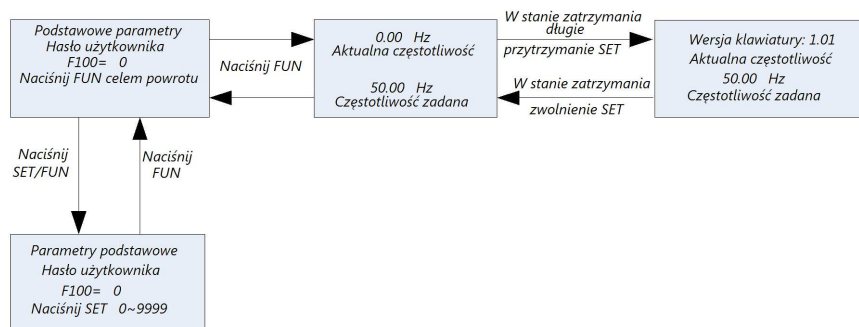 Podstawowe parametry
Hasło użytkownika
F100= 0
Naciśnij FUN celem powrotu
Naciśnij FUN
0.00 Hz
Aktualna częstotliwość
50.00 Hz
Częstotliwość zadana
W stanie zatrzymania
długie
przytrzymanie SET
W stanie zatrzymania
zwolnienie SET
Wersja klawiatury: 1.01
Aktualna częstotliwość
50.00 Hz
Częstotliwość zadana
Naciśnij
SET/FUN
Naciśnij
FUN
Parametry podstawowe
Hasło użytkownika
F100= 0
Naciśnij SET 0~9999